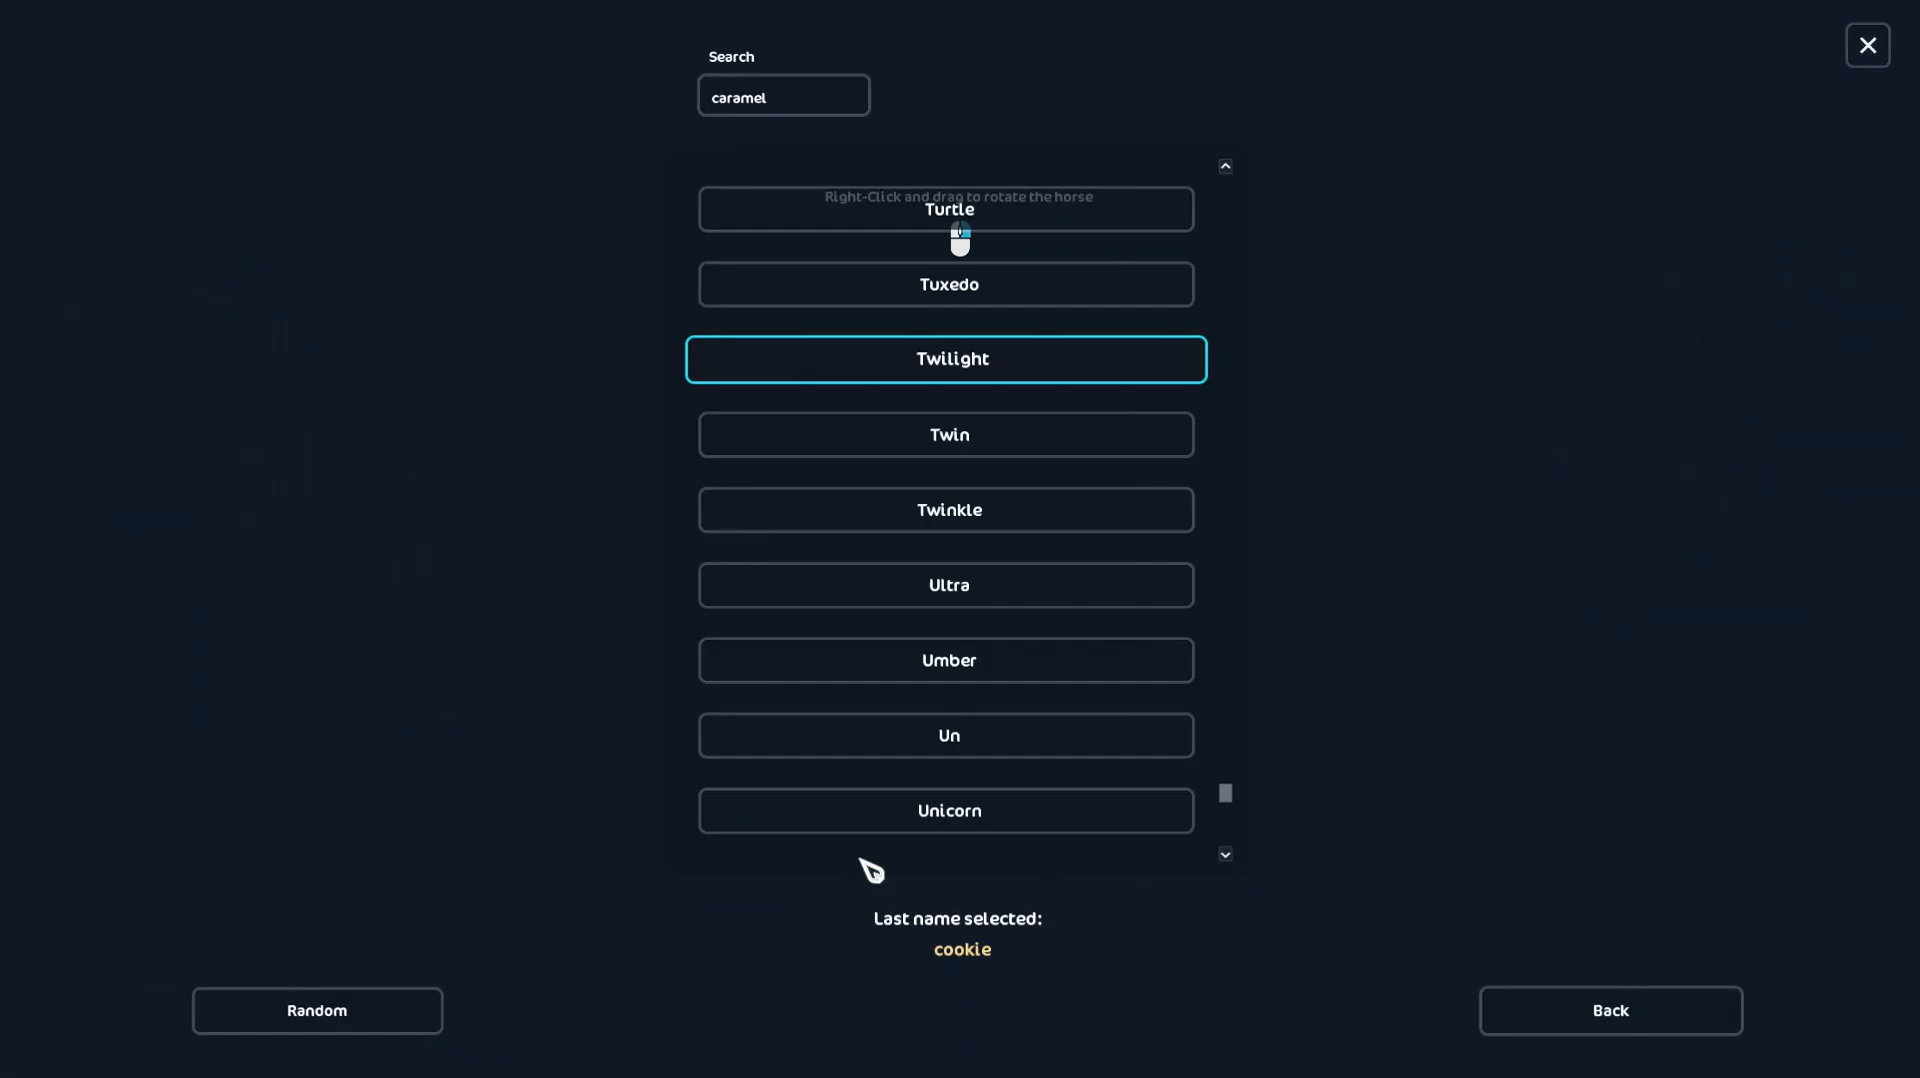 Search
caramel
Right-Click and drag to rotate the horse
Turtle
Tuxedo
Twilight
Twin
Twinkle
Ultra
Umber
Un
Unicorn
Last name selected:
cookie
Random
Back